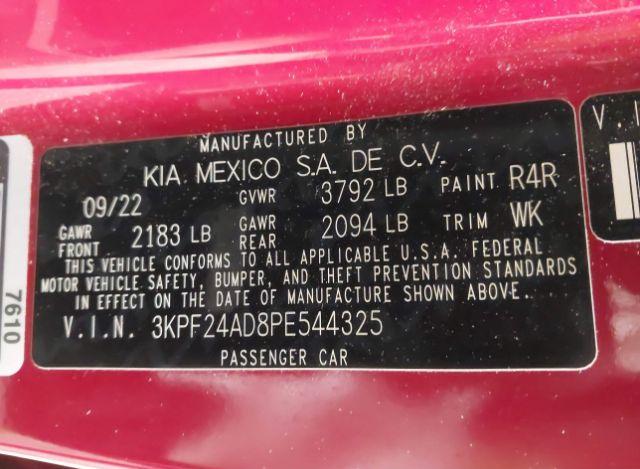 MANUFACTURED BY
KIA MEXICO S.A. DE C.V.
09/22 GVWR 3792 LB PAINT R4R
GAWR FRONT 2183 LB GAWR REAR 2094 LB TRIM WK
THIS VEHICLE CONFORMS TO ALL APPLICABLE U.S.A. FEDERAL
MOTOR VEHICLE SAFETY, BUMPER, AND THEFT PREVENTION STANDARDS
IN EFFECT ON THE DATE OF MANUFACTURE SHOWN ABOVE.
V.I.N. 3KPF24AD8PE544325
PASSENGER CAR
7610
V.I